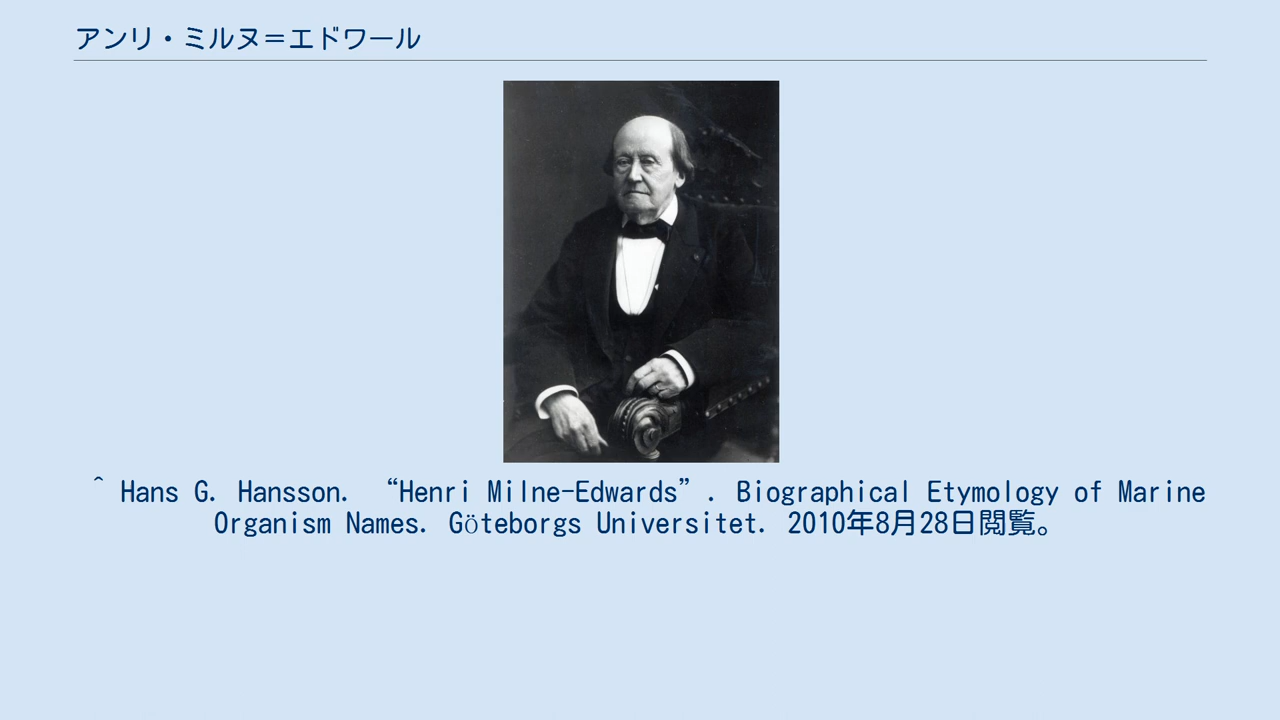 アンリ・ミルヌ＝エドワール
^ Hans G. Hansson. “Henri Milne-Edwards”. Biographical Etymology of Marine
Organism Names. Göteborgs Universitet. 2010年8月28日閲覧。